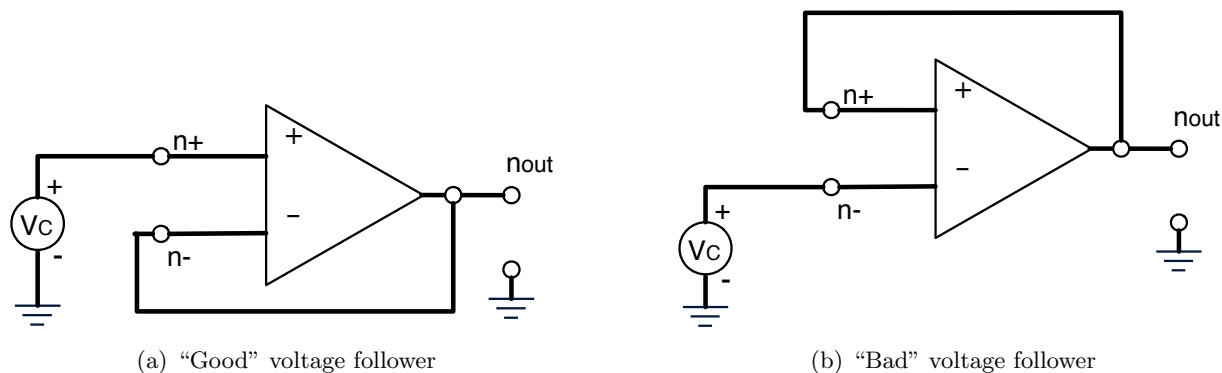 n+
+
nout
+
Vc
-
−
n-
(a) “Good” voltage follower
n+
+
nout
−
n-
+
Vc
-
(b) “Bad” voltage follower